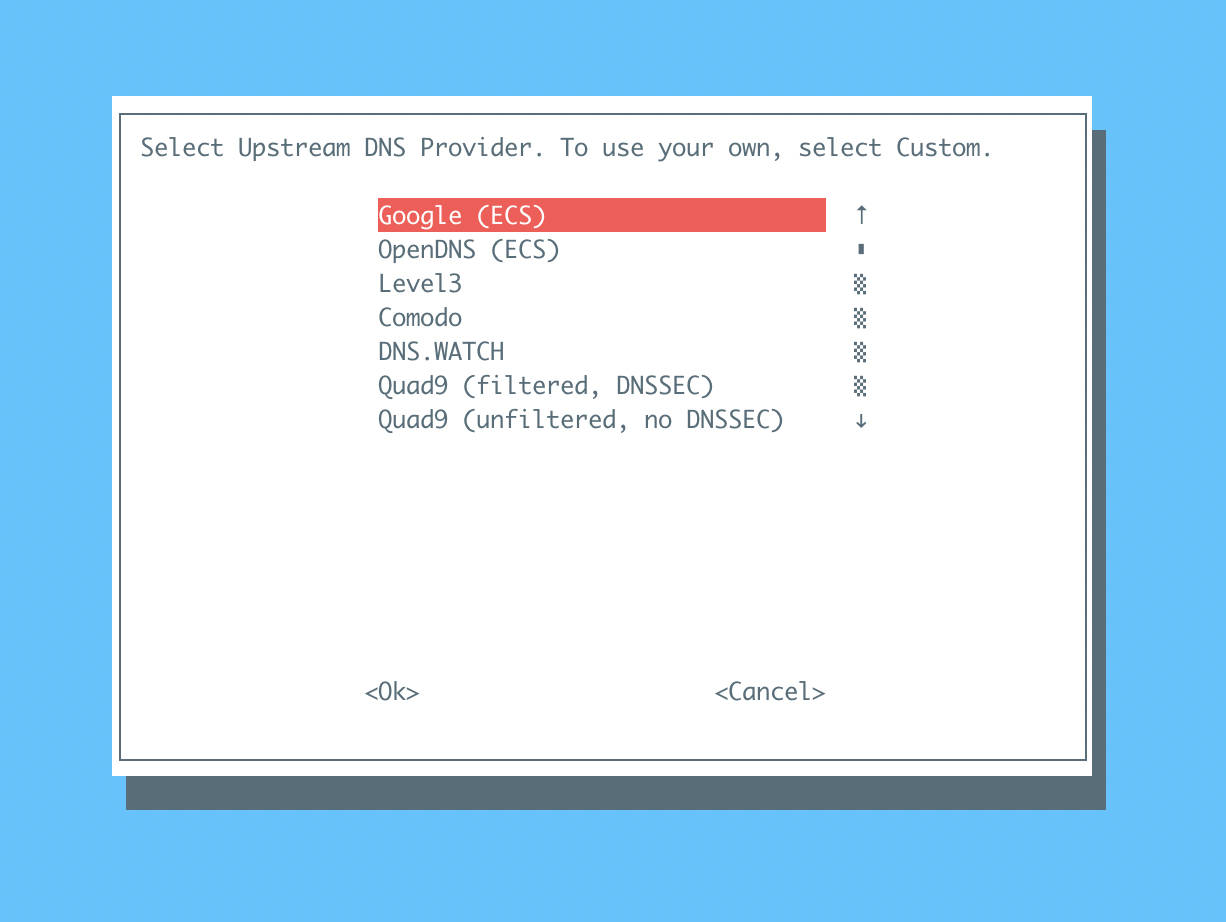 Select Upstream DNS Provider. To use your own, select Custom.
Google (ECS) ↑
OpenDNS (ECS)
Level3
Comodo
DNS.WATCH
Quad9 (filtered, DNSSEC)
Quad9 (unfiltered, no DNSSEC) ↓
<Ok> <Cancel>